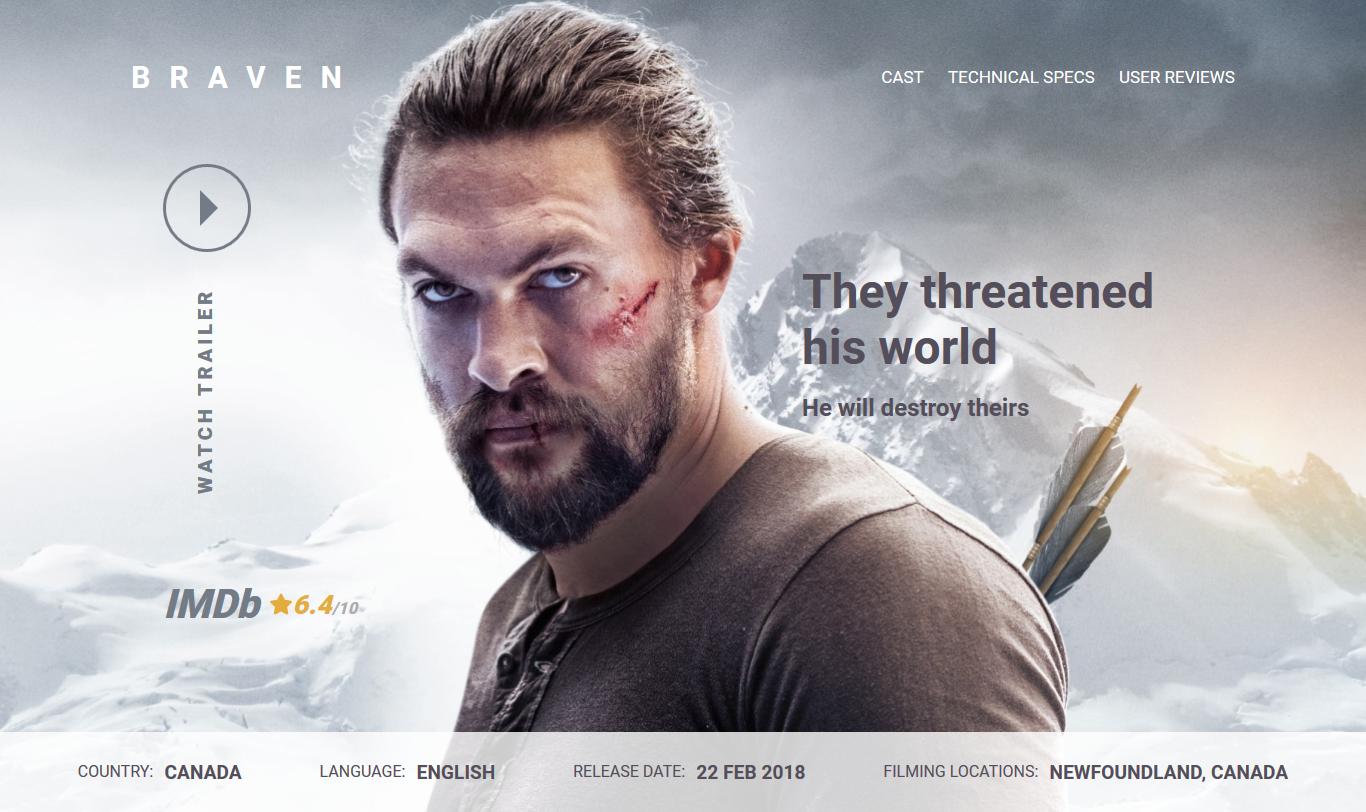 B R A V E N
CAST TECHNICAL SPECS USER REVIEWS
WATCH TRAILER
They threatened
his world
He will destroy theirs
IMDb 6.4/10
COUNTRY: CANADA LANGUAGE: ENGLISH RELEASE DATE: 22 FEB 2018 FILMING LOCATIONS: NEWFOUNDLAND, CANADA